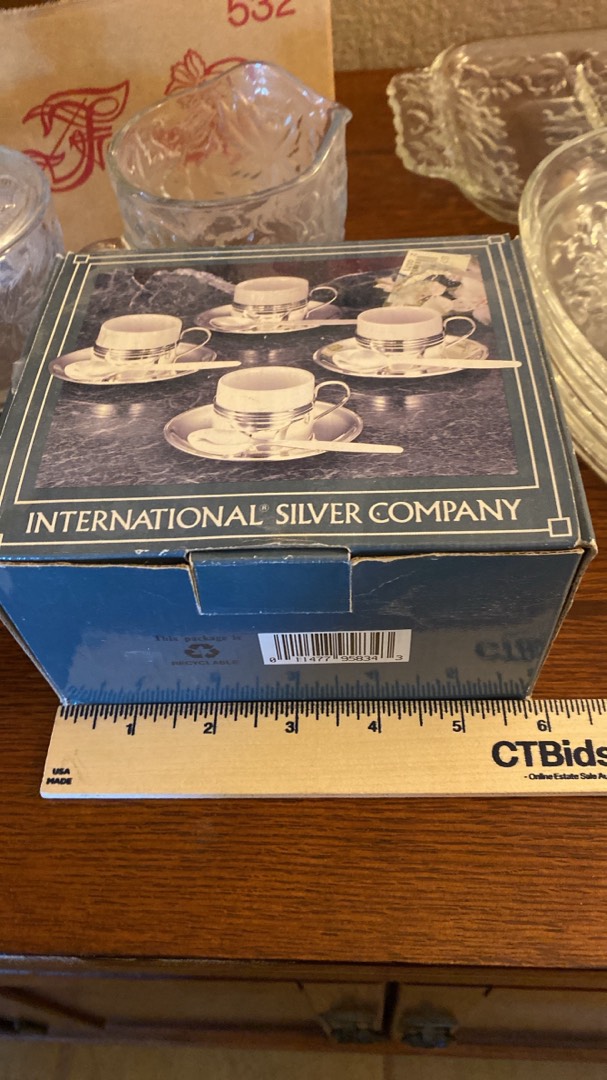 532
INTERNATIONAL® SILVER COMPANY
This package is
RECYCLABLE
0 11477 95834 3
1 2 3 4 5 6
USA
MADE
CTBids
- Online Estate Sale Au